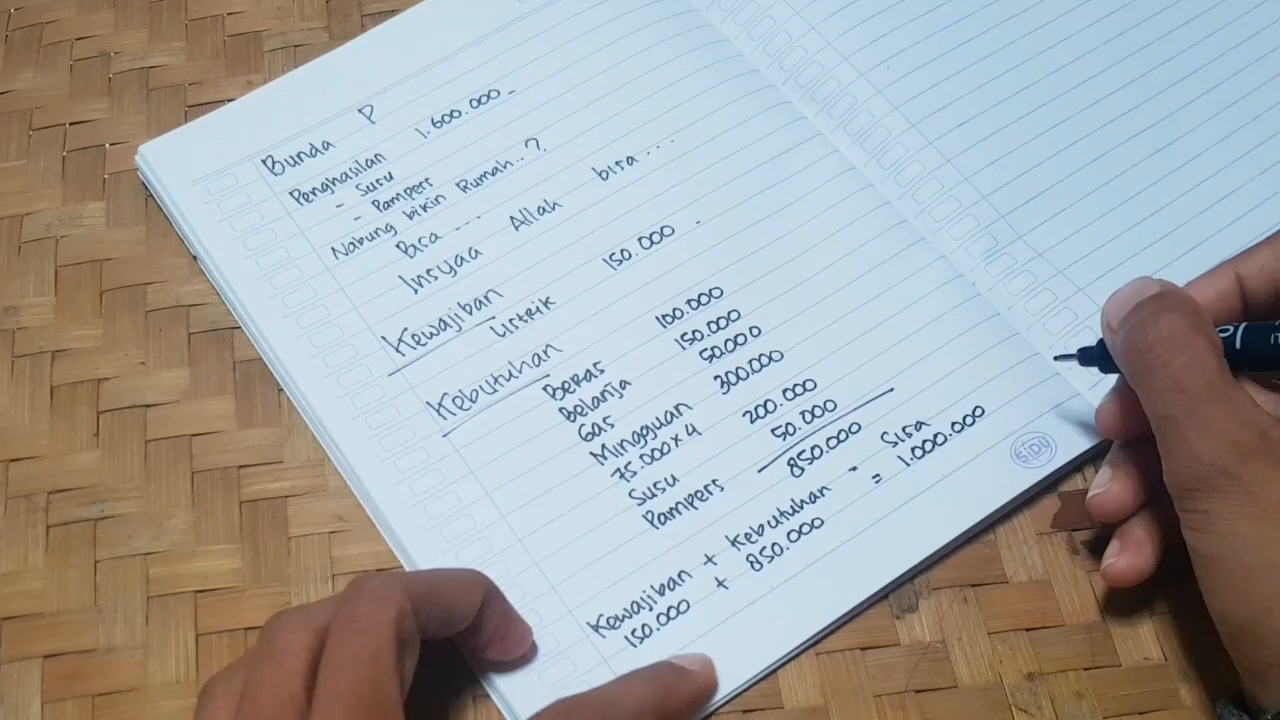 Bunda P
Penghasilan 1.600.000 -
- Susu
- Pampers
Nabung bikin Rumah..?
Bisa ...
Insyaa Allah bisa ...
Kewajiban
Listrik 150.000 -
Kebutuhan
Beras 100.000
Belanja 150.000
Gas 50.000
Mingguan 300.000
75.000 x 4
Susu 200.000
Pampers 50.000
850.000
Kewajiban + Kebutuhan - Sisa
150.000 + 850.000 = 1.000.000
SiDU